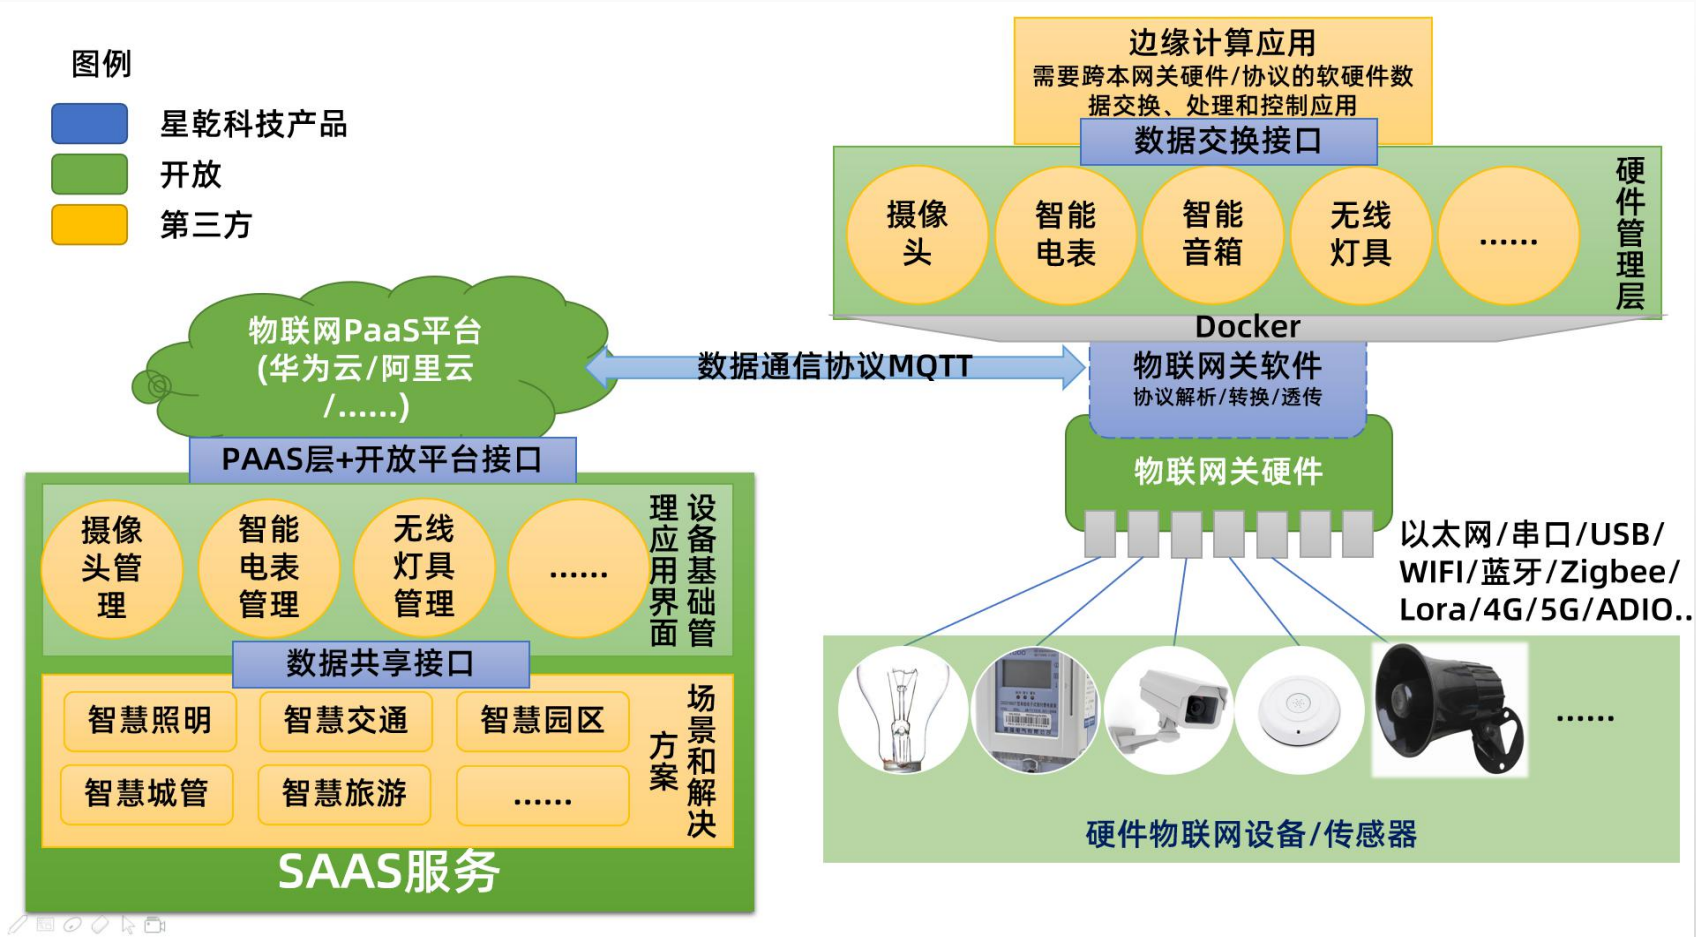 图例
星乾科技产品
开放
第三方
边缘计算应用
需要跨本网关硬件/协议的软硬件数
据交换、处理和控制应用
数据交换接口
摄像
头
智能
电表
智能
音箱
无线
灯具
......
硬件管理层
Docker
物联网关软件
协议解析/转换/透传
物联网关硬件
数据通信协议MQTT
物联网PaaS平台
(华为云/阿里云
/......)
PAAS层+开放平台接口
摄像
头管
理
智能
电表
管理
无线
灯具
管理
......
设备基础管
理应用界面
数据共享接口
智慧照明
智慧交通
智慧园区
智慧城管
智慧旅游
......
场景和解决
方案
SAAS服务
以太网/串口/USB/
WIFI/蓝牙/Zigbee/
Lora/4G/5G/ADIO..
......
硬件物联网设备/传感器